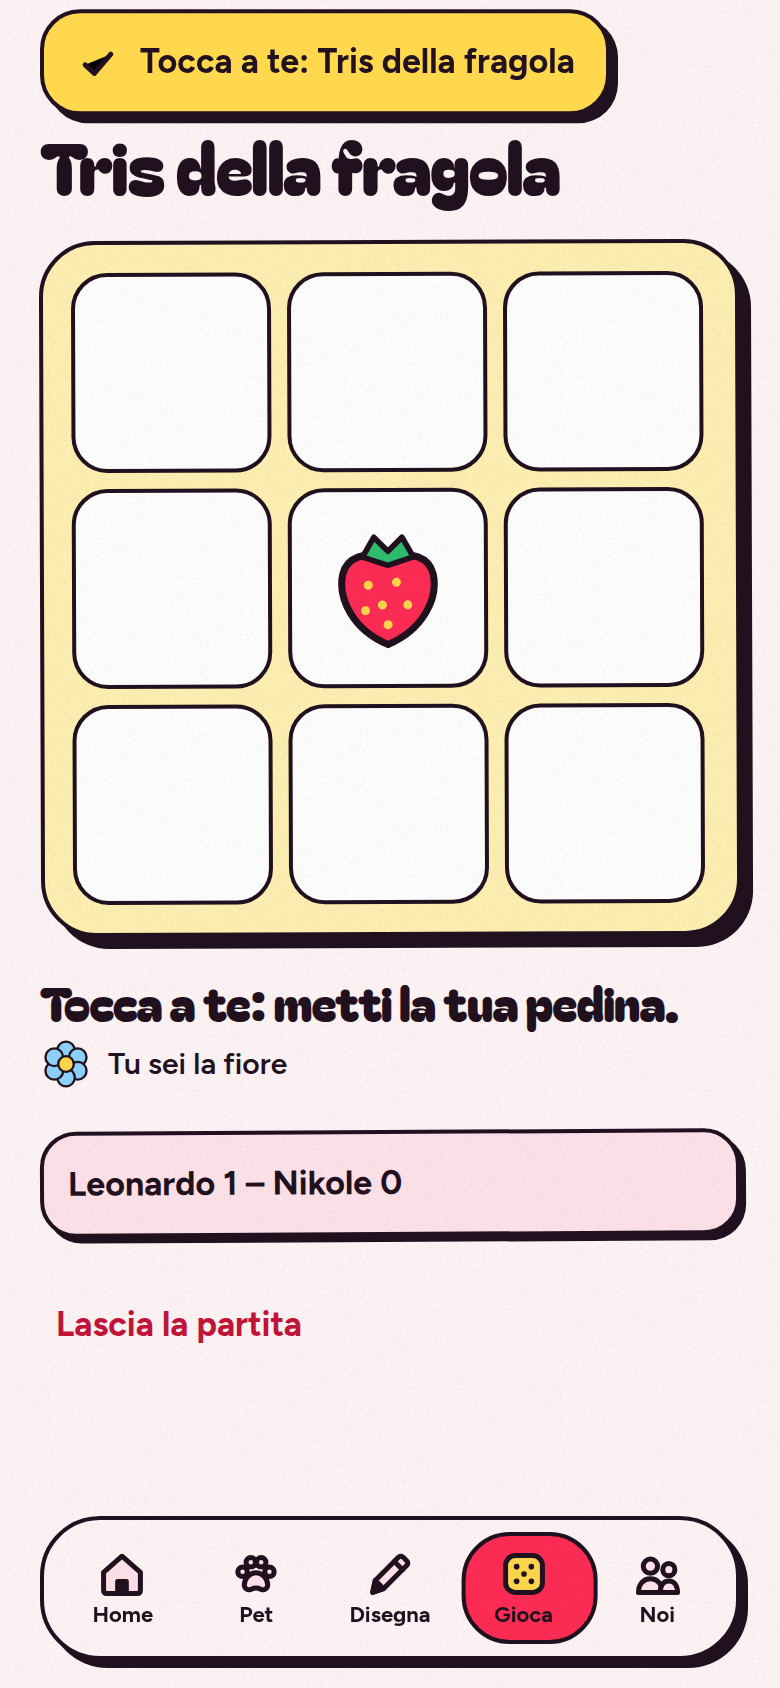 Tocca a te: Tris della fragola
Tris della fragola
Tocca a te: metti la tua pedina.
Tu sei la fiore
Leonardo 1 – Nikole 0
Lascia la partita
Home
Pet
Disegna
Gioca
Noi